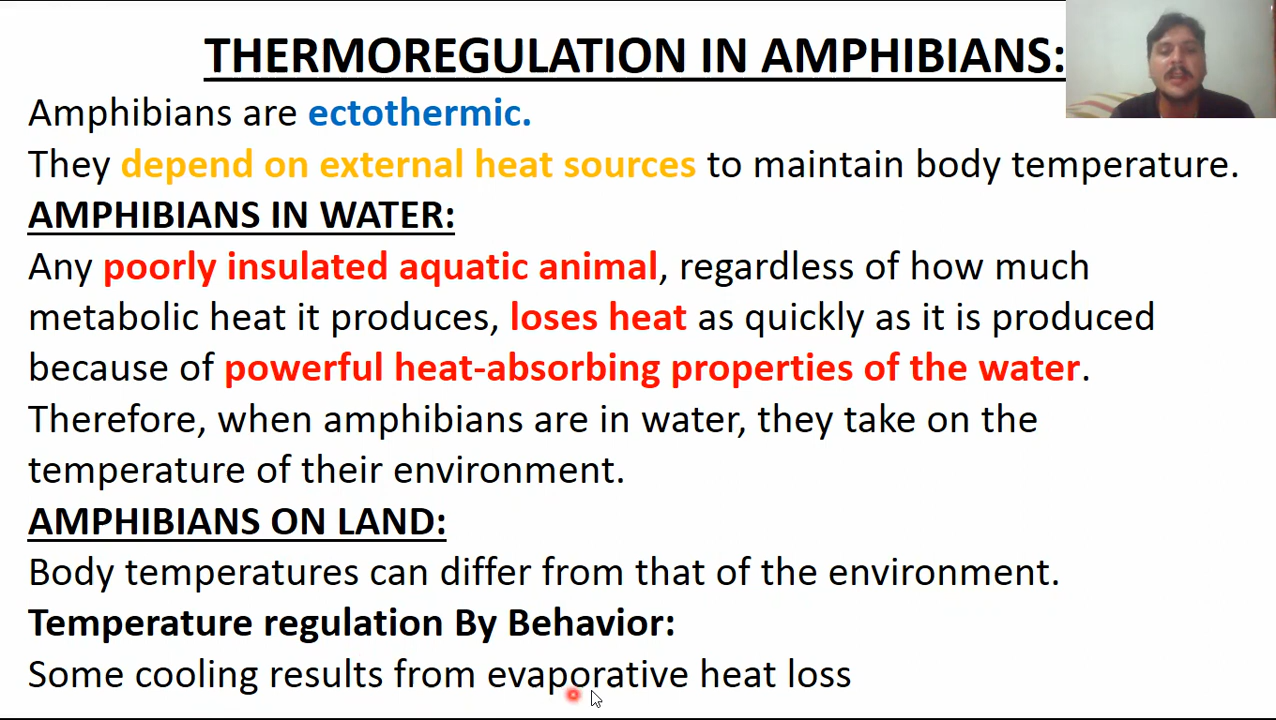 THERMOREGULATION IN AMPHIBIANS:
Amphibians are ectothermic.
They depend on external heat sources to maintain body temperature.
AMPHIBIANS IN WATER:
Any poorly insulated aquatic animal, regardless of how much
metabolic heat it produces, loses heat as quickly as it is produced
because of powerful heat-absorbing properties of the water.
Therefore, when amphibians are in water, they take on the
temperature of their environment.
AMPHIBIANS ON LAND:
Body temperatures can differ from that of the environment.
Temperature regulation By Behavior:
Some cooling results from evaporative heat loss